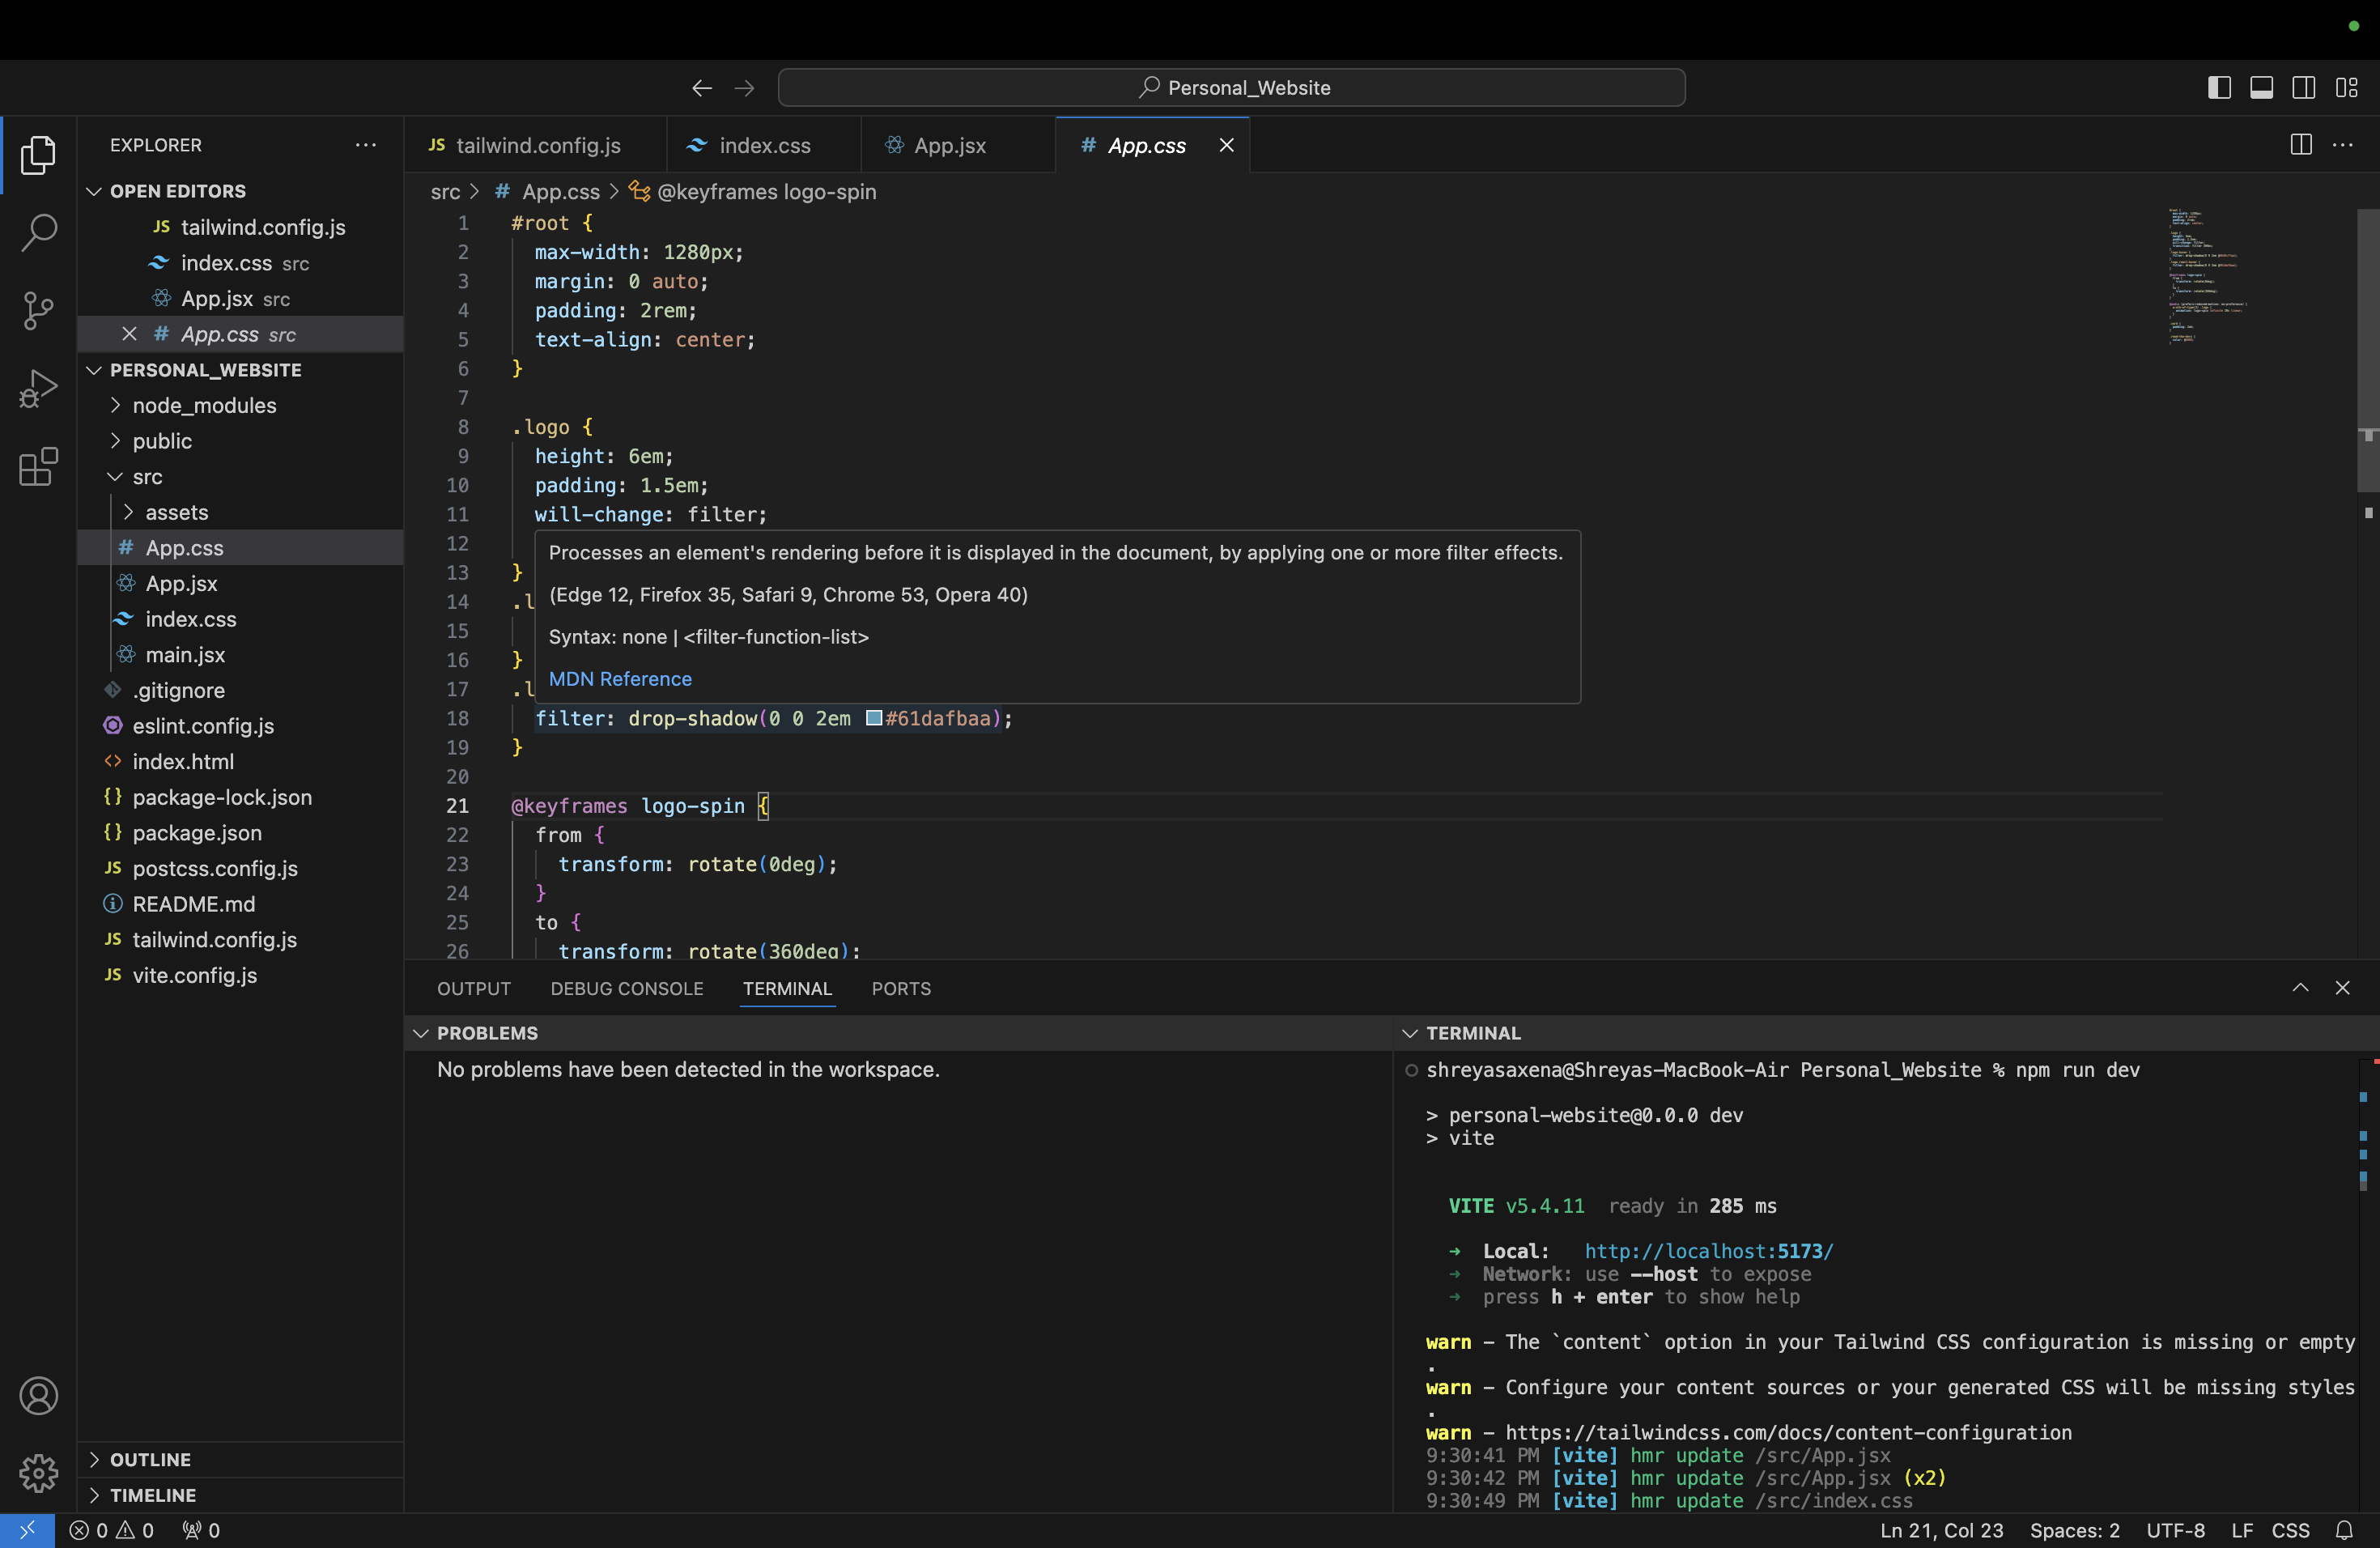 Personal_Website
EXPLORER
OPEN EDITORS
JS tailwind.config.js
index.css src
App.jsx src
# App.css src
PERSONAL_WEBSITE
node_modules
public
src
assets
# App.css
App.jsx
index.css
main.jsx
.gitignore
eslint.config.js
<> index.html
{} package-lock.json
{} package.json
JS postcss.config.js
README.md
JS tailwind.config.js
JS vite.config.js
OUTLINE
TIMELINE
JS tailwind.config.js
index.css
App.jsx
# App.css
src > # App.css > @keyframes logo-spin
1 #root {
2 max-width: 1280px;
3 margin: 0 auto;
4 padding: 2rem;
5 text-align: center;
6 }
7
8 .logo {
9 height: 6em;
10 padding: 1.5em;
11 will-change: filter;
12
13 }
14 .l
15
16 }
17 .l
Processes an element's rendering before it is displayed in the document, by applying one or more filter effects.
(Edge 12, Firefox 35, Safari 9, Chrome 53, Opera 40)
Syntax: none | <filter-function-list>
MDN Reference
18 filter: drop-shadow(0 0 2em #61dafbaa);
19 }
20
21 @keyframes logo-spin {
22 from {
23 transform: rotate(0deg);
24 }
25 to {
26 transform: rotate(360deg);
OUTPUT DEBUG CONSOLE TERMINAL PORTS
PROBLEMS
No problems have been detected in the workspace.
TERMINAL
shreyasaxena@Shreyas-MacBook-Air Personal_Website % npm run dev
> personal-website@0.0.0 dev
> vite
VITE v5.4.11 ready in 285 ms
➜ Local: http://localhost:5173/
➜ Network: use --host to expose
➜ press h + enter to show help
warn - The `content` option in your Tailwind CSS configuration is missing or empty
.
warn - Configure your content sources or your generated CSS will be missing styles
.
warn - https://tailwindcss.com/docs/content-configuration
9:30:41 PM [vite] hmr update /src/App.jsx
9:30:42 PM [vite] hmr update /src/App.jsx (x2)
9:30:49 PM [vite] hmr update /src/index.css
0 0 0
Ln 21, Col 23 Spaces: 2 UTF-8 LF CSS